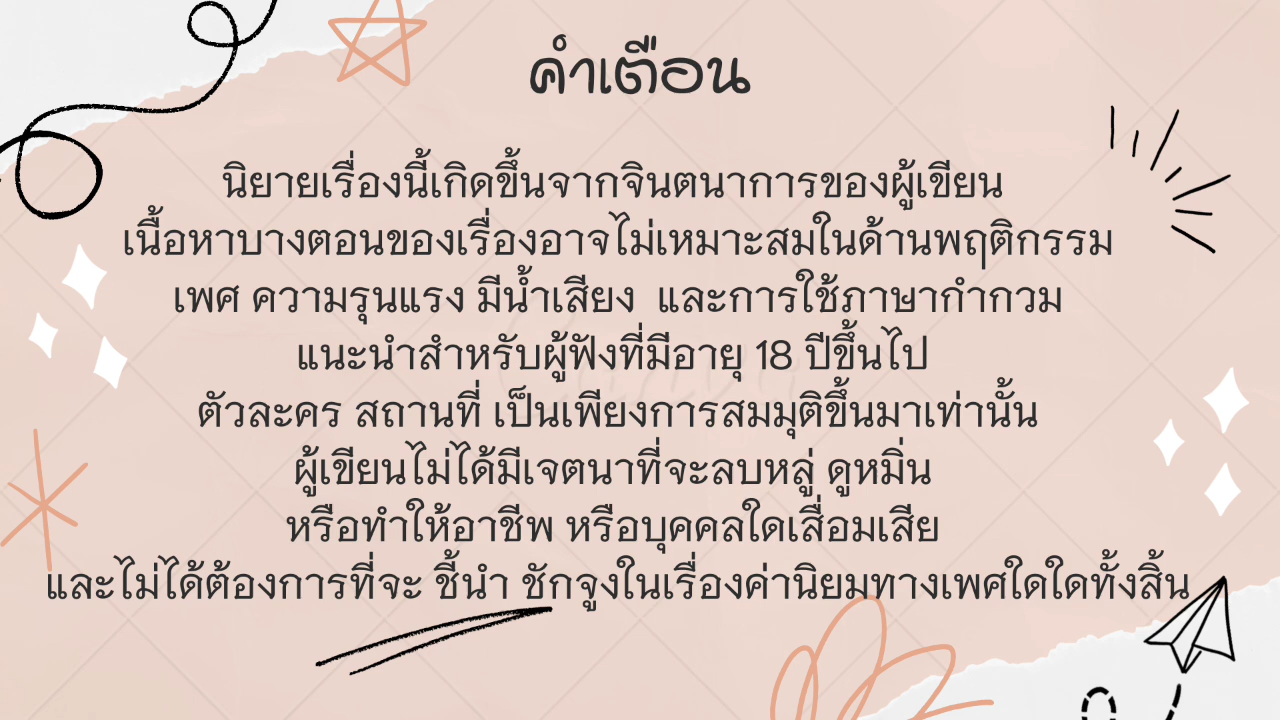 คำเตือน
นิยายเรื่องนี้เกิดขึ้นจากจินตนาการของผู้เขียน
เนื้อหาบางตอนของเรื่องอาจไม่เหมาะสมในด้านพฤติกรรม
เพศ ความรุนแรง มีน้ำเสียง และการใช้ภาษากำกวม
แนะนำสำหรับผู้ฟังที่มีอายุ 18 ปีขึ้นไป
ตัวละคร สถานที่ เป็นเพียงการสมมุติขึ้นมาเท่านั้น
ผู้เขียนไม่ได้มีเจตนาที่จะลบหลู่ ดูหมิ่น
หรือทำให้อาชีพ หรือบุคคลใดเสื่อมเสีย
และไม่ได้ต้องการที่จะ ชี้นำ ชักจูงในเรื่องค่านิยมทางเพศใดใดทั้งสิ้น